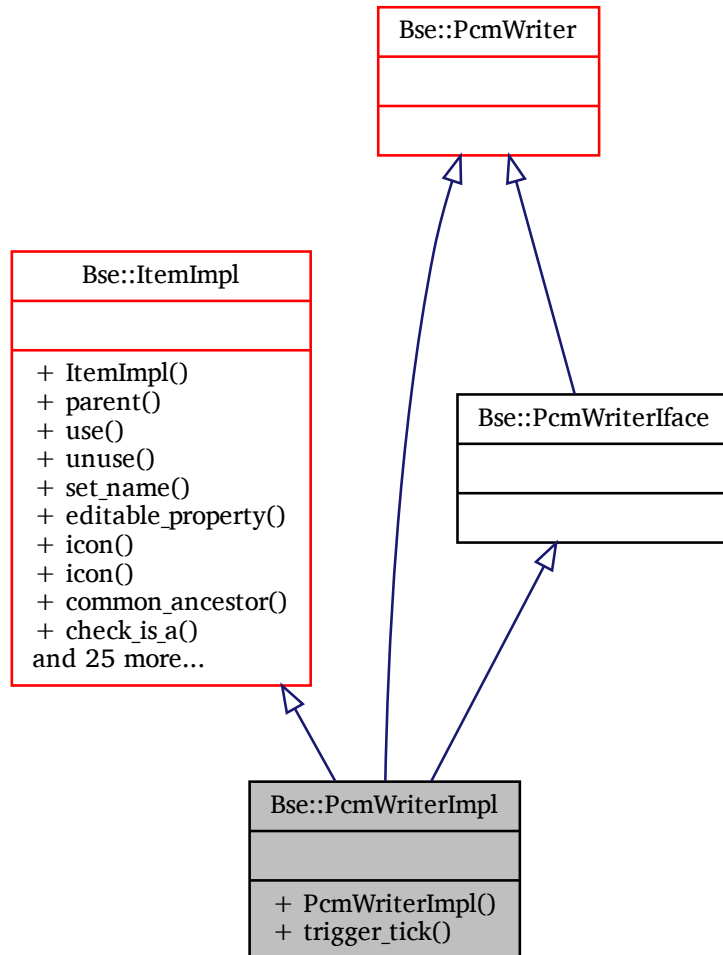 Bse::PcmWriter
Bse::ItemImpl
+ ItemImpl()
+ parent()
+ use()
+ unuse()
+ set_name()
+ editable_property()
+ icon()
+ icon()
+ common_ancestor()
+ check_is_a()
and 25 more...
Bse::PcmWriterIface
Bse::PcmWriterImpl
+ PcmWriterImpl()
+ trigger_tick()